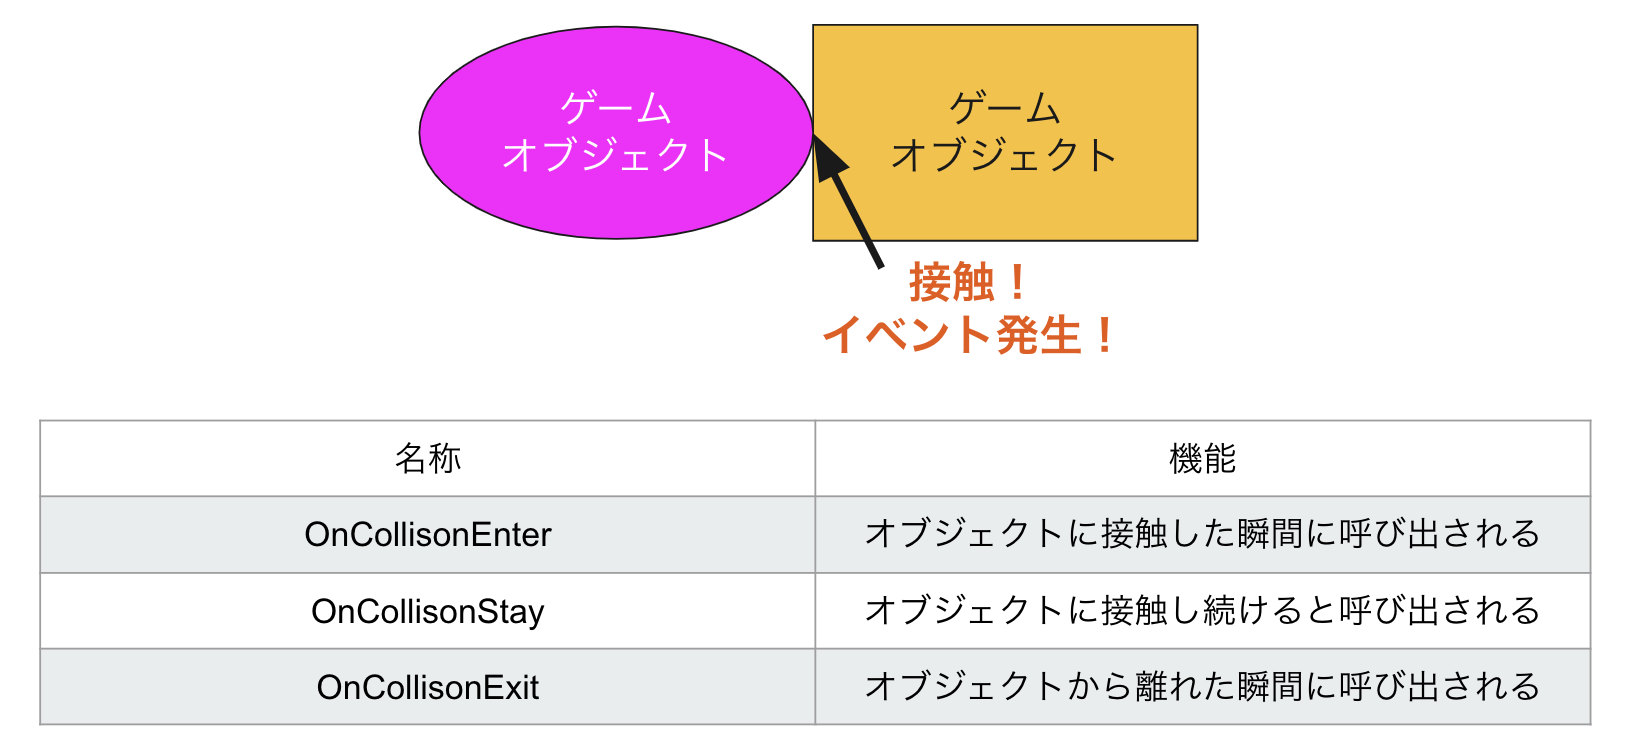 ゲーム
オブジェクト
ゲーム
オブジェクト
接触！
イベント発生！
名称
機能
OnCollisonEnter
オブジェクトに接触した瞬間に呼び出される
OnCollisonStay
オブジェクトに接触し続けると呼び出される
OnCollisonExit
オブジェクトから離れた瞬間に呼び出される